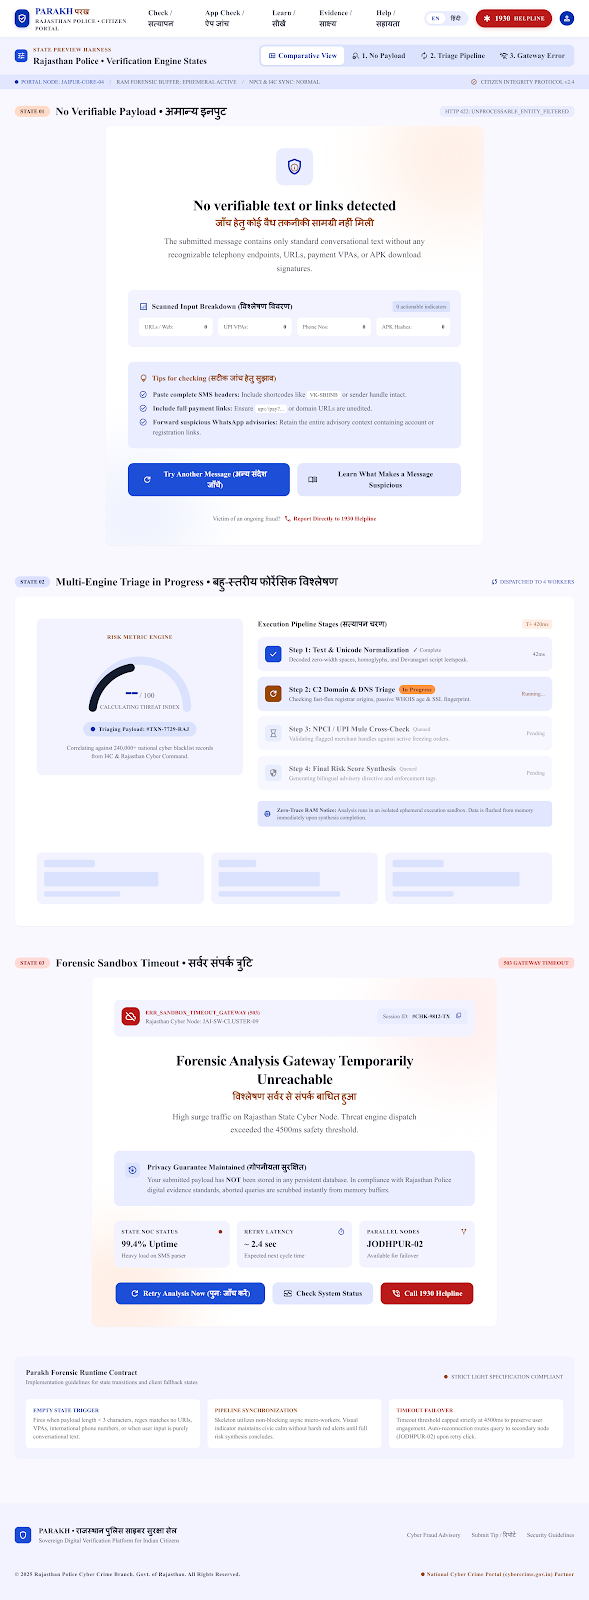 PARAKH परख
RAJASTHAN POLICE • CITIZEN
PORTAL
Check /
सत्यापन
App Check /
ऐप जांच
Learn /
सीखें
Evidence /
साक्ष्य
Help /
सहायता
EN
हिंदी
1930 HELPLINE
STATE PREVIEW HARNESS
Rajasthan Police • Verification Engine States
Comparative View
1. No Payload
2. Triage Pipeline
3. Gateway Error
PORTAL NODE: JAIPUR-CORE-04 / RAM FORENSIC BUFFER: EPHEMERAL ACTIVE / NPCI & I4C SYNC: NORMAL
CITIZEN INTEGRITY PROTOCOL v2.4
STATE 01
No Verifiable Payload • अमान्य इनपुट
HTTP 422: UNPROCESSABLE_ENTITY_FILTERED
No verifiable text or links detected
जाँच हेतु कोई वैध तकनीकी सामग्री नहीं मिली
The submitted message contains only standard conversational text without any
recognizable telephony endpoints, URLs, payment VPAs, or APK download
signatures.
Scanned Input Breakdown (विश्लेषण विवरण)
0 actionable indicators
URLs / Web: 0
UPI VPAs: 0
Phone Nos: 0
APK Hashes: 0
Tips for checking (सटीक जांच हेतु सुझाव)
Paste complete SMS headers: Include shortcodes like VK-SBIINB or sender handle intact.
Include full payment links: Ensure upi://pay?... or domain URLs are unedited.
Forward suspicious WhatsApp advisories: Retain the entire advisory context containing account or
registration links.
Try Another Message (अन्य संदेश
जाँचें)
Learn What Makes a Message
Suspicious
Victim of an ongoing fraud? Report Directly to 1930 Helpline
STATE 02
Multi-Engine Triage in Progress • बहु-स्तरीय फोरेंसिक विश्लेषण
DISPATCHED TO 4 WORKERS
RISK METRIC ENGINE
-- / 100
CALCULATING THREAT INDEX
Triaging Payload: #TXN-7729-RAJ
Correlating against 240,000+ national cyber blacklist records
from I4C & Rajasthan Cyber Command.
Execution Pipeline Stages (सत्यापन चरण)
T+ 420ms
Step 1: Text & Unicode Normalization ✓ Complete
Decoded zero-width spaces, homoglyphs, and Devanagari script leetspeak.
42ms
Step 2: C2 Domain & DNS Triage In Progress
Checking fast-flux registrar origins, passive WHOIS age & SSL fingerprint.
Running...
Step 3: NPCI / UPI Mule Cross-Check Queued
Validating flagged merchant handles against active freezing orders.
Pending
Step 4: Final Risk Score Synthesis Queued
Generating bilingual advisory directive and enforcement tags.
Pending
Zero-Trace RAM Notice: Analysis runs in an isolated ephemeral execution sandbox. Data is flushed from memory
immediately upon synthesis completion.
STATE 03
Forensic Sandbox Timeout • सर्वर संपर्क त्रुटि
503 GATEWAY TIMEOUT
ERR_SANDBOX_TIMEOUT_GATEWAY (503)
Rajasthan Cyber Node: JAI-SW-CLUSTER-09
Session ID: #CHK-9812-TX
Forensic Analysis Gateway Temporarily
Unreachable
विश्लेषण सर्वर से संपर्क बाधित हुआ
High surge traffic on Rajasthan State Cyber Node. Threat engine dispatch
exceeded the 4500ms safety threshold.
Privacy Guarantee Maintained (गोपनीयता सुरक्षित)
Your submitted payload has NOT been stored in any persistent database. In compliance with Rajasthan Police
digital evidence standards, aborted queries are scrubbed instantly from memory buffers.
STATE NOC STATUS
99.4% Uptime
Heavy load on SMS parser
RETRY LATENCY
~ 2.4 sec
Expected next cycle time
PARALLEL NODES
JODHPUR-02
Available for failover
Retry Analysis Now (पुनः जाँच करें)
Check System Status
Call 1930 Helpline
Parakh Forensic Runtime Contract
Implementation guidelines for state transitions and client fallback states
STRICT LIGHT SPECIFICATION COMPLIANT
EMPTY STATE TRIGGER
Fires when payload length < 3 characters, regex matches no URLs,
VPAs, international phone numbers, or when user input is purely
conversational text.
PIPELINE SYNCHRONIZATION
Skeleton utilizes non-blocking async micro-workers. Visual
indicator maintains civic calm without harsh red alerts until full
risk synthesis concludes.
TIMEOUT FAILOVER
Timeout threshold capped strictly at 4500ms to preserve user
engagement. Auto-reconnection routes query to secondary node
(JODHPUR-02) upon retry click.
PARAKH • राजस्थान पुलिस साइबर सुरक्षा सेल
Sovereign Digital Verification Platform for Indian Citizens
Cyber Fraud Advisory
Submit Tip / रिपोर्ट
Security Guidelines
© 2025 Rajasthan Police Cyber Crime Branch. Govt. of Rajasthan. All Rights Reserved.
National Cyber Crime Portal (cybercrime.gov.in) Partner